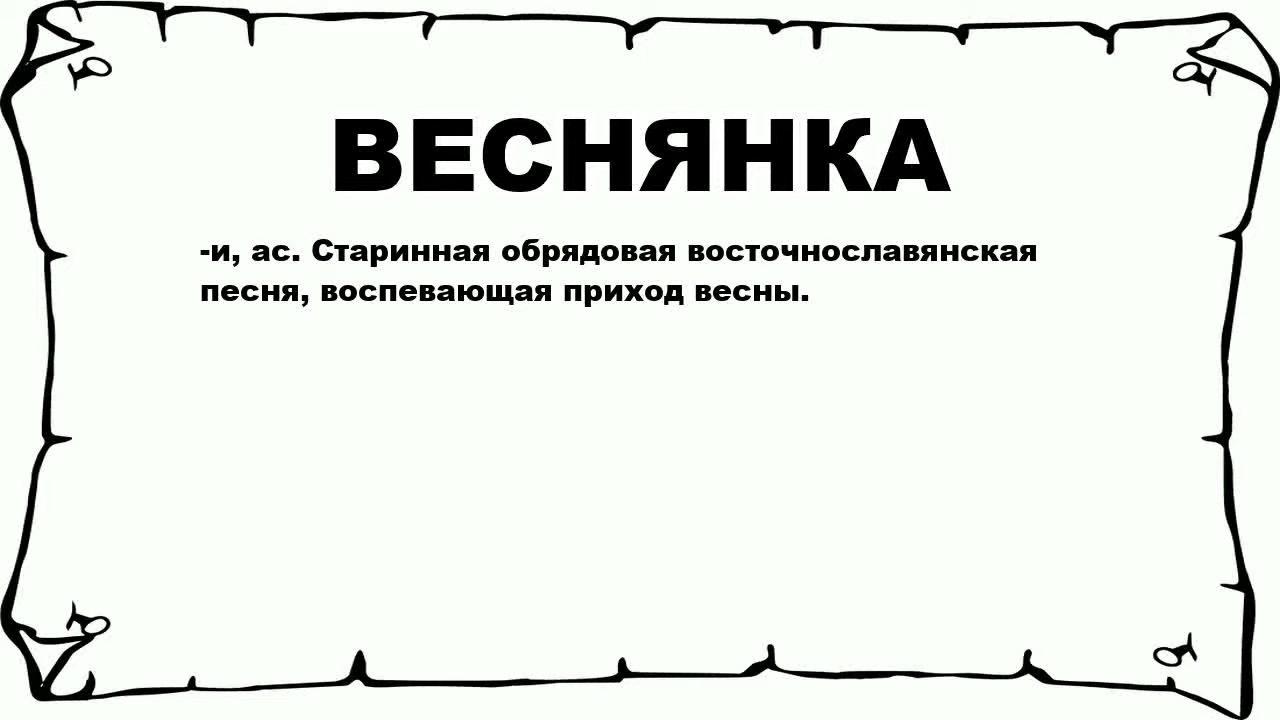 ВЕСНЯНКА
-и, ас. Старинная обрядовая восточнославянская
песня, воспевающая приход весны.